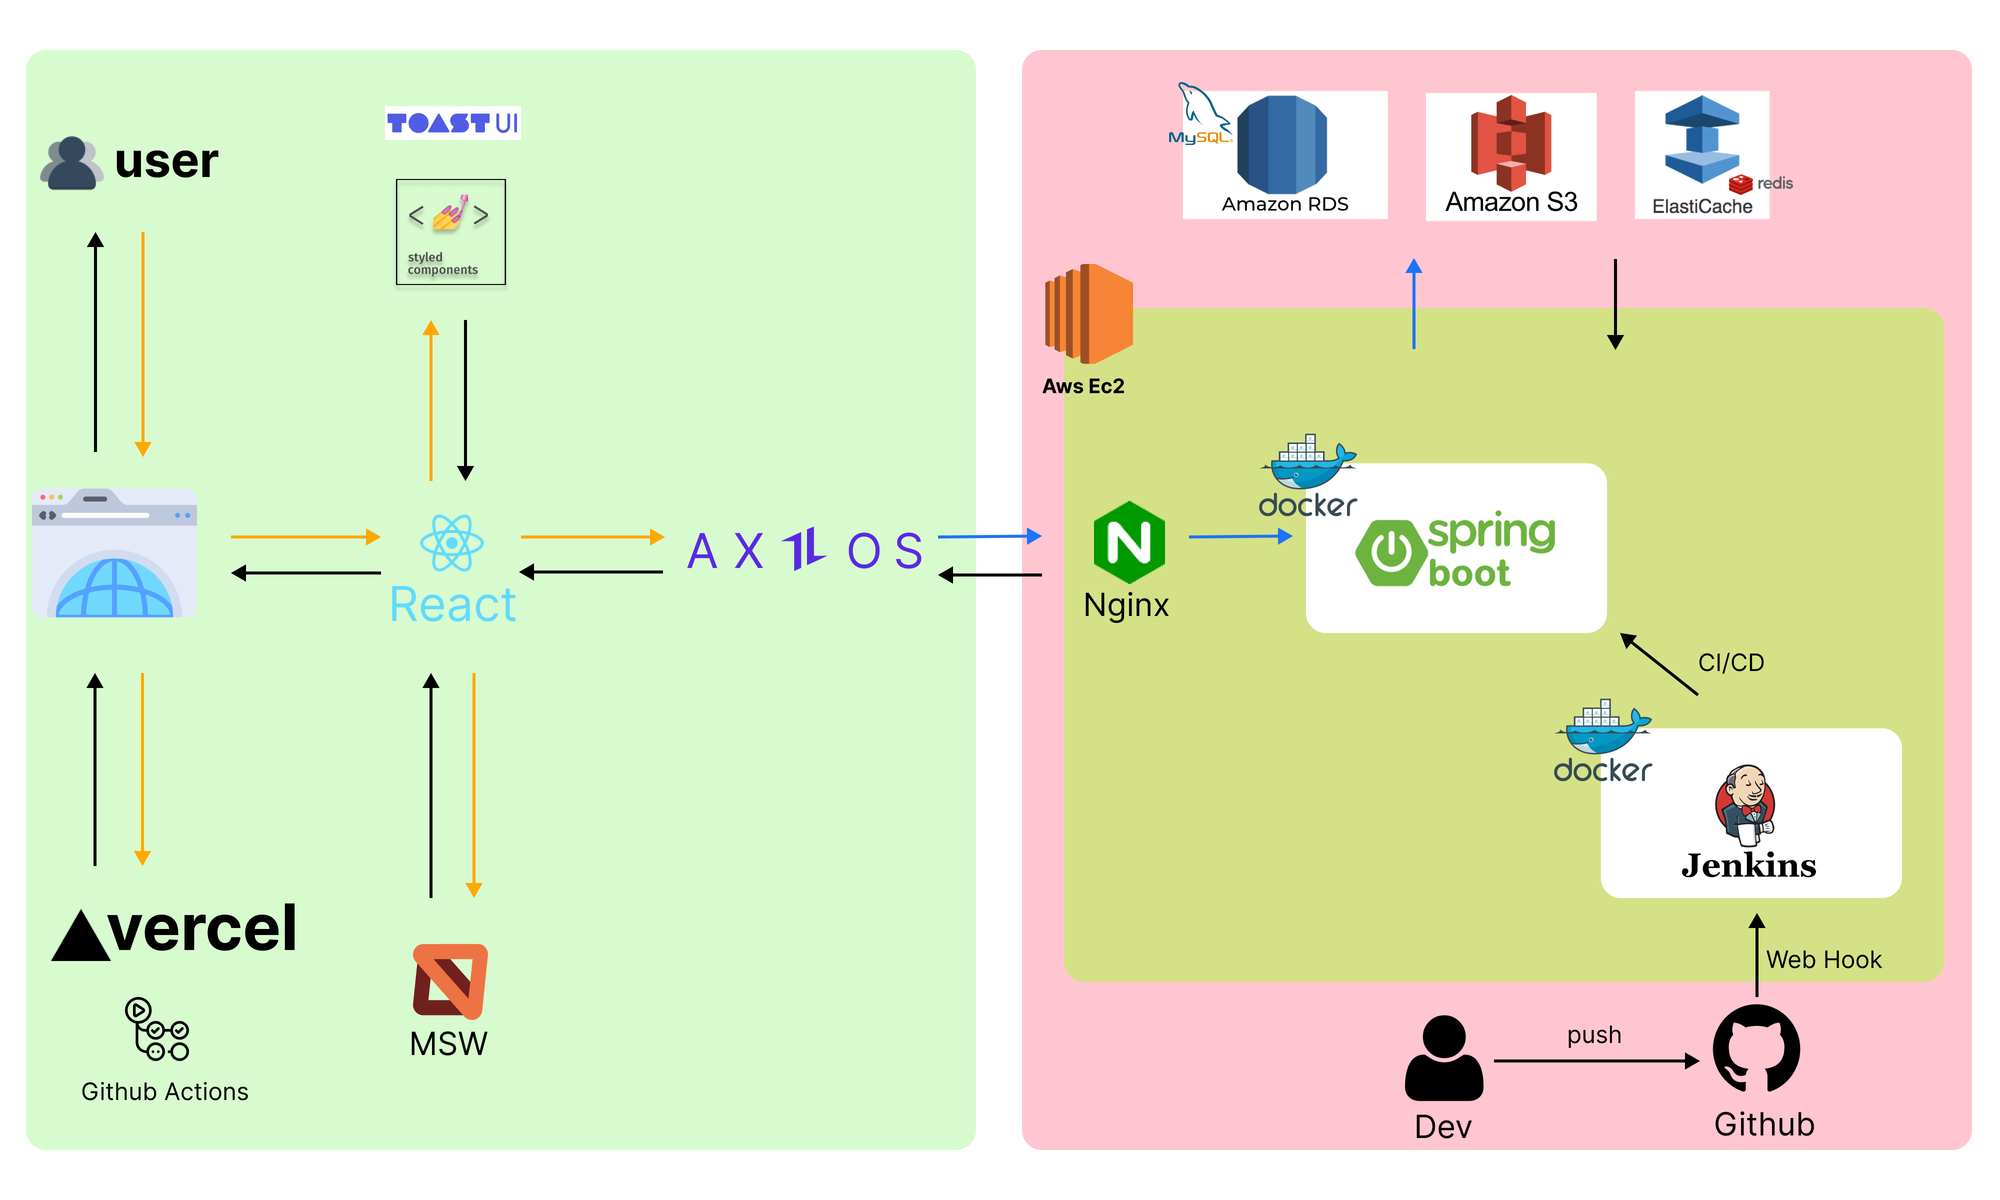 user
TOAST UI
< >
styled
components
React
AXIOS
vercel
Github Actions
MSW
MySQL
Amazon RDS
Amazon S3
redis
ElastiCache
Aws Ec2
Nginx
docker
spring
boot
CI/CD
docker
Jenkins
Web Hook
push
Dev
Github